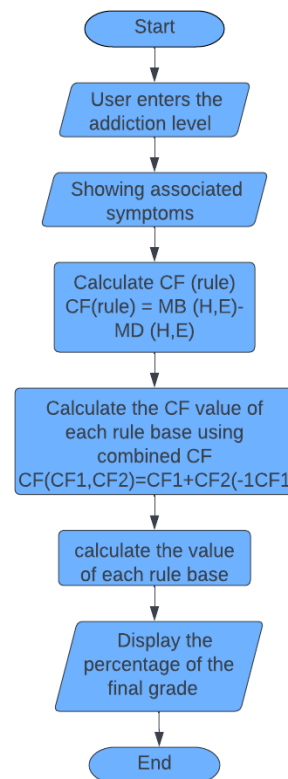 Start
User enters the
addiction level
Showing associated
symptoms
Calculate CF (rule)
CF(rule) = MB (H,E)-
MD (H,E)
Calculate the CF value of
each rule base using
combined CF
CF(CF1,CF2)=CF1+CF2(-1CF1
calculate the value
of each rule base
Display the
percentage of the
final grade
End